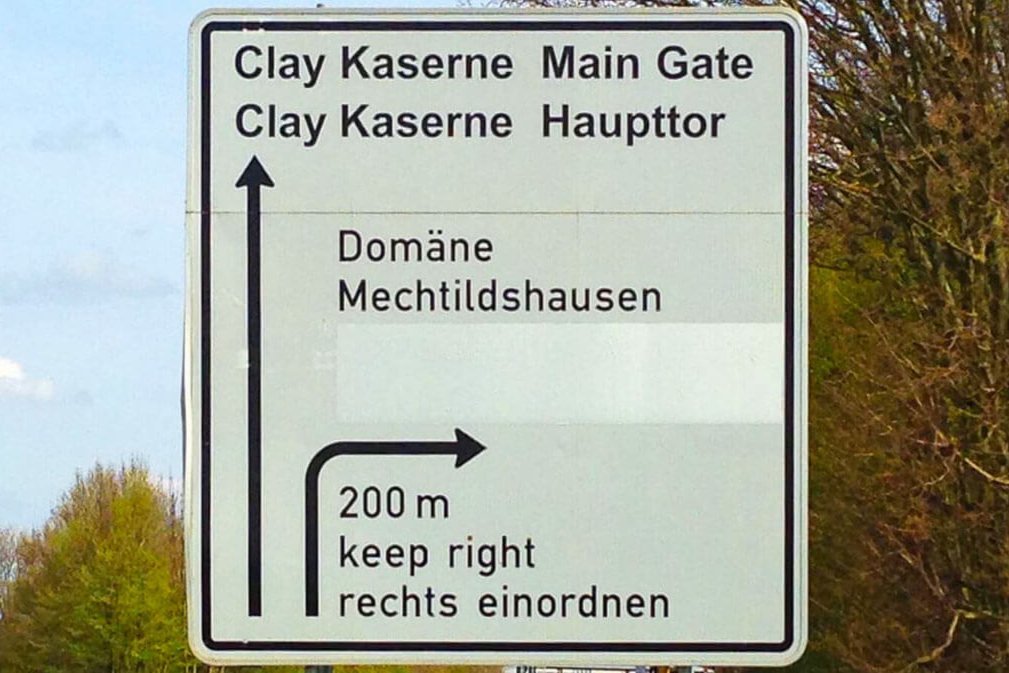 Clay Kaserne Main Gate
Clay Kaserne Haupttor
Domäne
Mechtildshausen
200 m
keep right
rechts einordnen